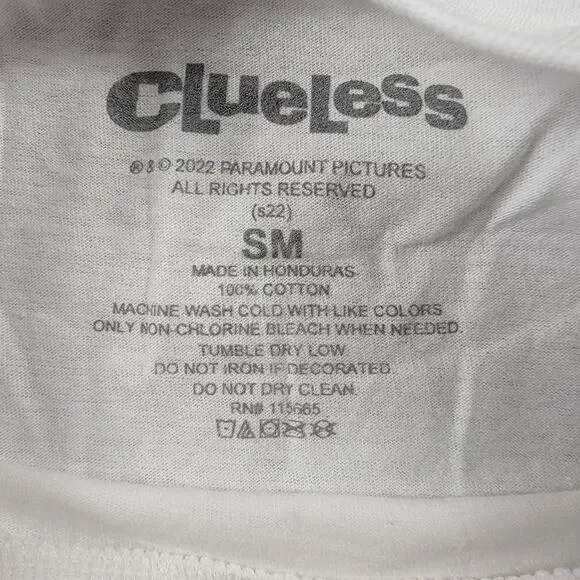 CLueLess
® & © 2022 PARAMOUNT PICTURES
ALL RIGHTS RESERVED
(s22)
SM
MADE IN HONDURAS
100% COTTON
MACHINE WASH COLD WITH LIKE COLORS
ONLY NON-CHLORINE BLEACH WHEN NEEDED.
TUMBLE DRY LOW
DO NOT IRON IF DECORATED.
DO NOT DRY CLEAN.
RN# 115665